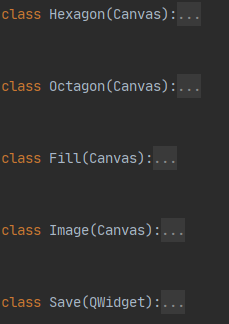 class Hexagon(Canvas):...
class Octagon(Canvas):...
class Fill(Canvas):...
class Image(Canvas):...
class Save(QWidget):...